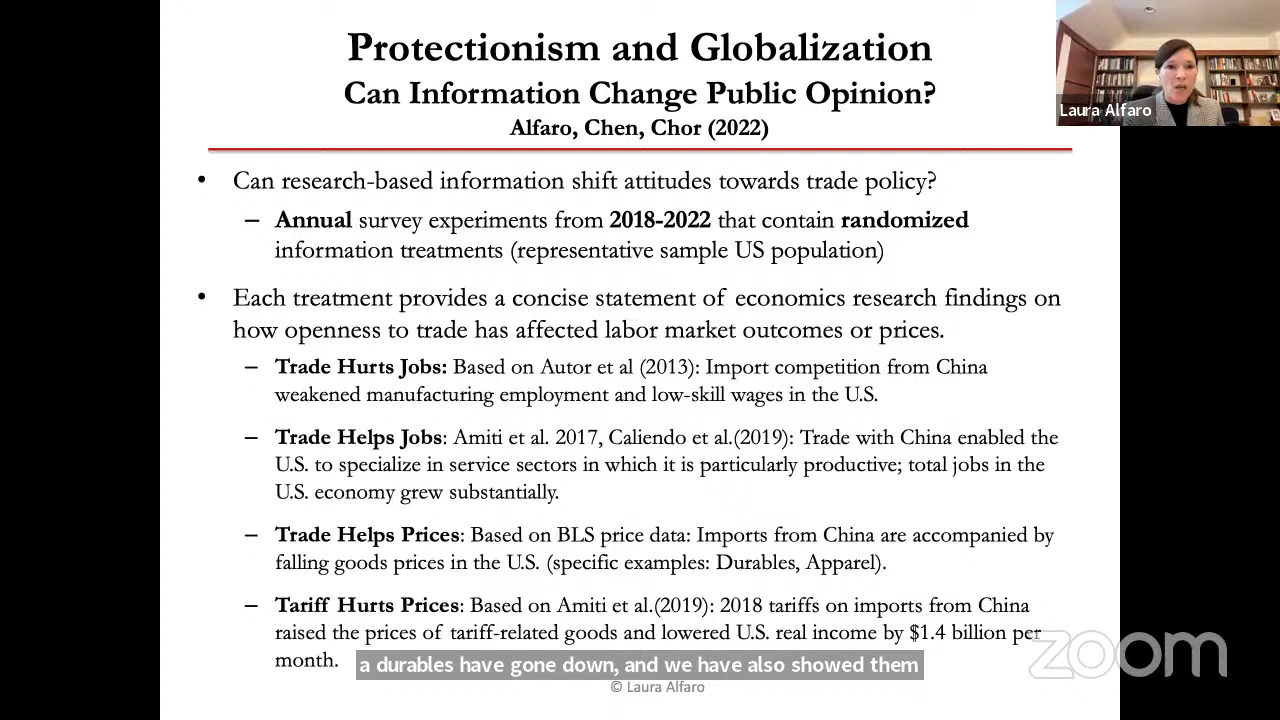 Protectionism and Globalization
Can Information Change Public Opinion?
Alfaro, Chen, Chor (2022)
Laura Alfaro
• Can research-based information shift attitudes towards trade policy?
– Annual survey experiments from 2018-2022 that contain randomized
information treatments (representative sample US population)
• Each treatment provides a concise statement of economics research findings on
how openness to trade has affected labor market outcomes or prices.
– Trade Hurts Jobs: Based on Autor et al (2013): Import competition from China
weakened manufacturing employment and low-skill wages in the U.S.
– Trade Helps Jobs: Amiti et al. 2017, Caliendo et al.(2019): Trade with China enabled the
U.S. to specialize in service sectors in which it is particularly productive; total jobs in the
U.S. economy grew substantially.
– Trade Helps Prices: Based on BLS price data: Imports from China are accompanied by
falling goods prices in the U.S. (specific examples: Durables, Apparel).
– Tariff Hurts Prices: Based on Amiti et al.(2019): 2018 tariffs on imports from China
raised the prices of tariff-related goods and lowered U.S. real income by $1.4 billion per
month.
a durables have gone down, and we have also showed them
© Laura Alfaro
zoom